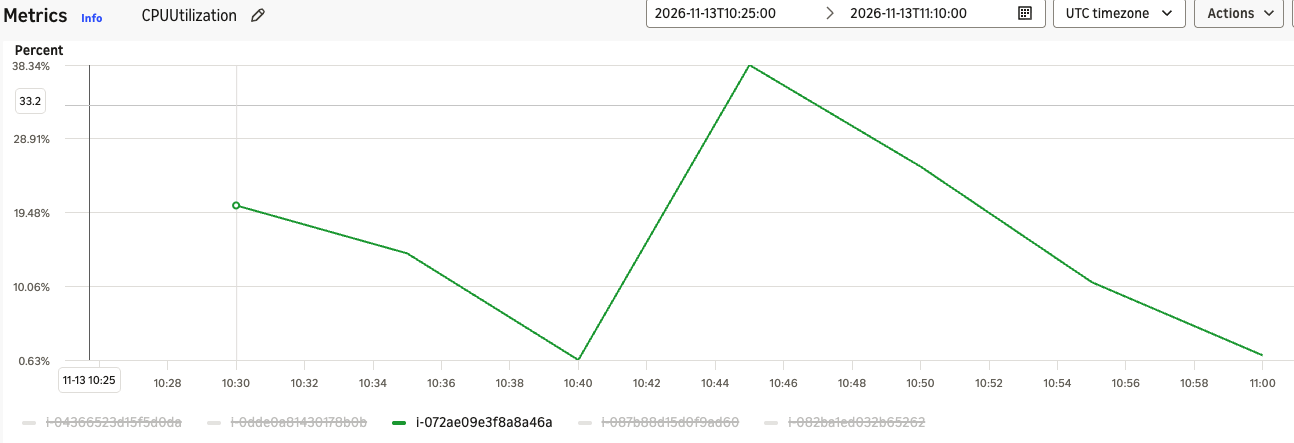 Metrics Info CPUUtilization 2026-11-13T10:25:00 2026-11-13T11:10:00 UTC timezone Actions
Percent
38.34%
33.2
28.91%
19.48%
10.06%
0.63%
11-13 10:25 10:28 10:30 10:32 10:34 10:36 10:38 10:40 10:42 10:44 10:46 10:48 10:50 10:52 10:54 10:56 10:58 11:00
i-04366523d15f5d0da i-0dde0a81430178b0b i-072ae09e3f8a8a46a i-087b88d15d0f9ad60 i-082ba1ed032b65262